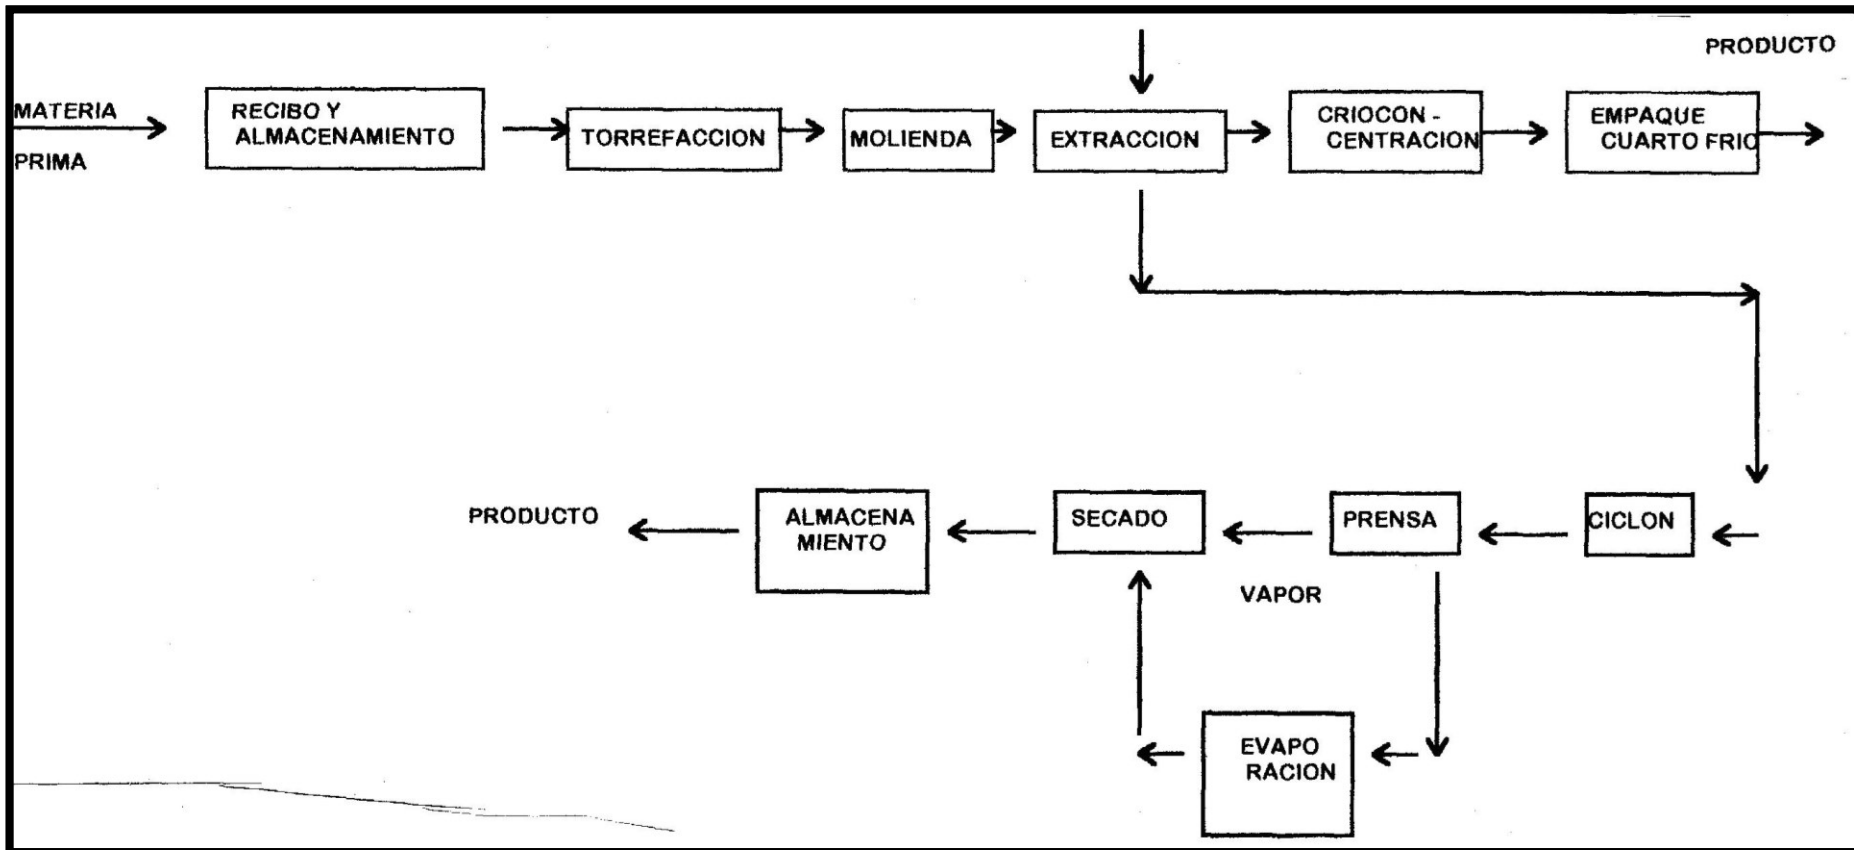 PRODUCTO
MATERIA
PRIMA
RECIBO Y
ALMACENAMIENTO
TORREFACCION
MOLIENDA
EXTRACCION
CRIOCON -
CENTRACION
EMPAQUE
CUARTO FRIO
PRODUCTO
ALMACENA
MIENTO
SECADO
PRENSA
CICLON
VAPOR
EVAPO
RACION